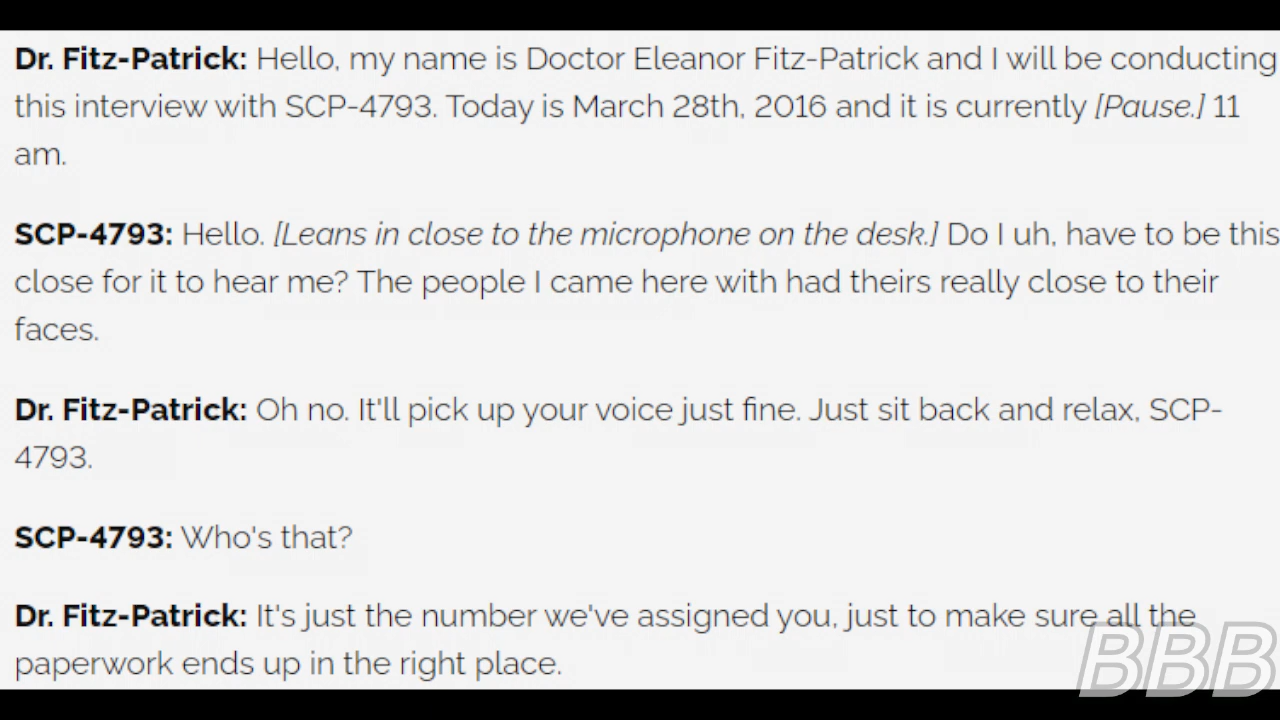 Dr. Fitz-Patrick: Hello, my name is Doctor Eleanor Fitz-Patrick and I will be conducting
this interview with SCP-4793. Today is March 28th, 2016 and it is currently [Pause.] 11
am.
SCP-4793: Hello. [Leans in close to the microphone on the desk.] Do I uh, have to be this
close for it to hear me? The people I came here with had theirs really close to their
faces.
Dr. Fitz-Patrick: Oh no. It'll pick up your voice just fine. Just sit back and relax, SCP-
4793.
SCP-4793: Who's that?
Dr. Fitz-Patrick: It's just the number we've assigned you, just to make sure all the
paperwork ends up in the right place.
BBB